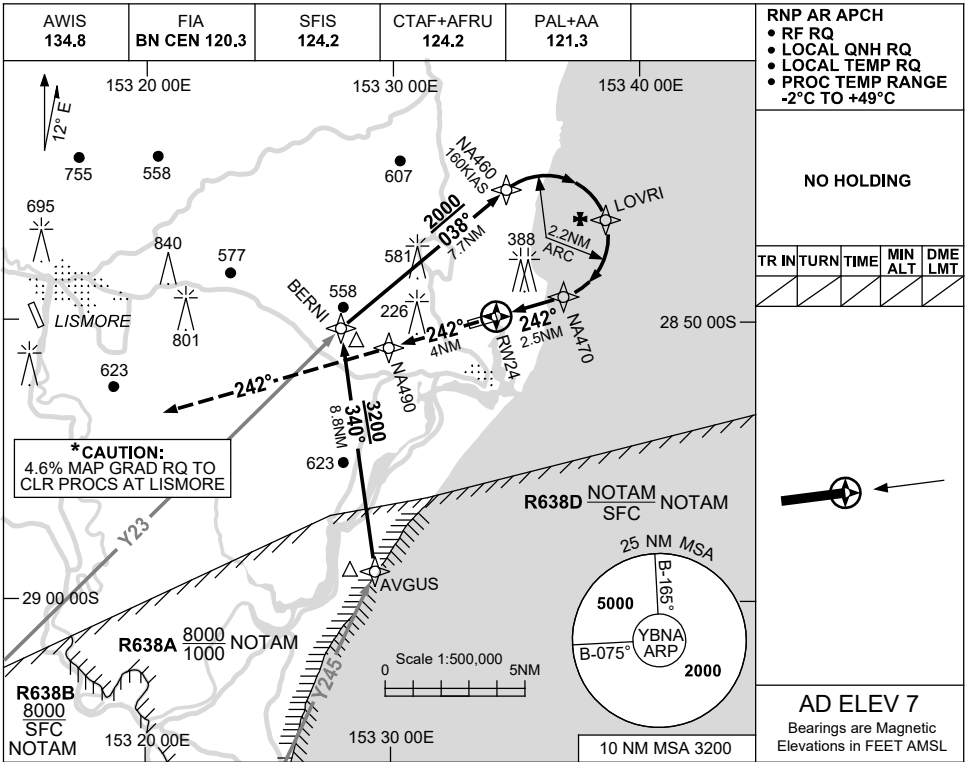 AWIS
134.8
FIA
BN CEN 120.3
SFIS
124.2
CTAF+AFRU
124.2
PAL+AA
121.3
RNP AR APCH
• RF RQ
• LOCAL QNH RQ
• LOCAL TEMP RQ
• PROC TEMP RANGE
-2°C TO +49°C
NO HOLDING
TR IN
TURN
TIME
MIN ALT
DME LMT
153 20 00E
153 30 00E
153 40 00E
12° E
755
558
607
NA460
160KIAS
LOVRI
695
840
577
2000
038°
7.7NM
581
388
2.2NM
ARC
LISMORE
801
BERNI
558
226
242°
4NM
RW24
242°
2.5NM
NA470
28 50 00S
NA490
623
242°
3200
340°
8.8NM
*CAUTION:
4.6% MAP GRAD RQ TO
CLR PROCS AT LISMORE
623
Y23
R638D NOTAM NOTAM
SFC
25 NM MSA
AVGUS
29 00 00S
B-165°
5000
YBNA
ARP
B-075°
2000
R638A 8000 NOTAM
1000
Scale 1:500,000
0
5NM
Y245
R638B
8000
SFC
NOTAM
153 20 00E
153 30 00E
10 NM MSA 3200
AD ELEV 7
Bearings are Magnetic
Elevations in FEET AMSL